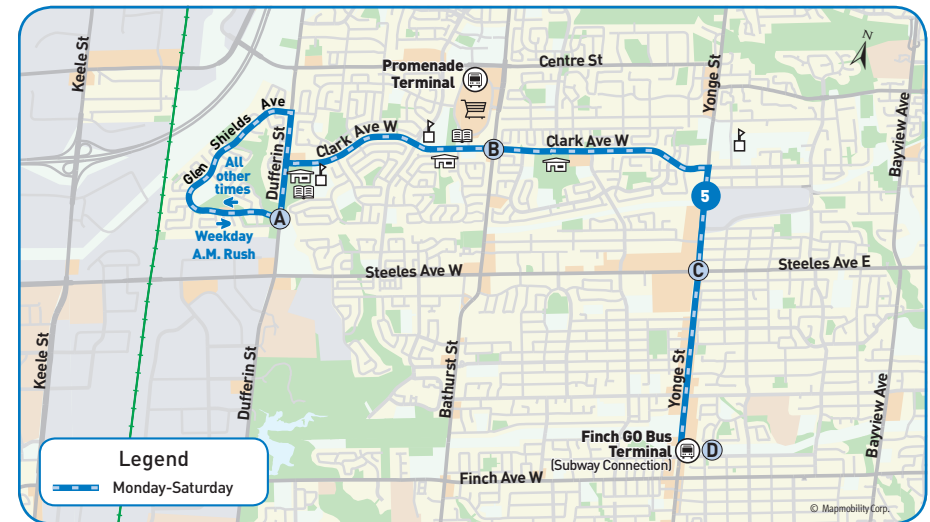 Keele St
Promenade
Terminal
Centre St
Yonge St
N
Bayview Ave
Glen Shields Ave
Dufferin St
Clark Ave W
B
Clark Ave W
All
other
times
A
5
Weekday
A.M. Rush
Steeles Ave W
C
Steeles Ave E
Keele St
Dufferin St
Bathurst St
Yonge St
Bayview Ave
Finch GO Bus
Terminal
(Subway Connection)
D
Finch Ave W
Legend
Monday-Saturday
© Mapmobility Corp.